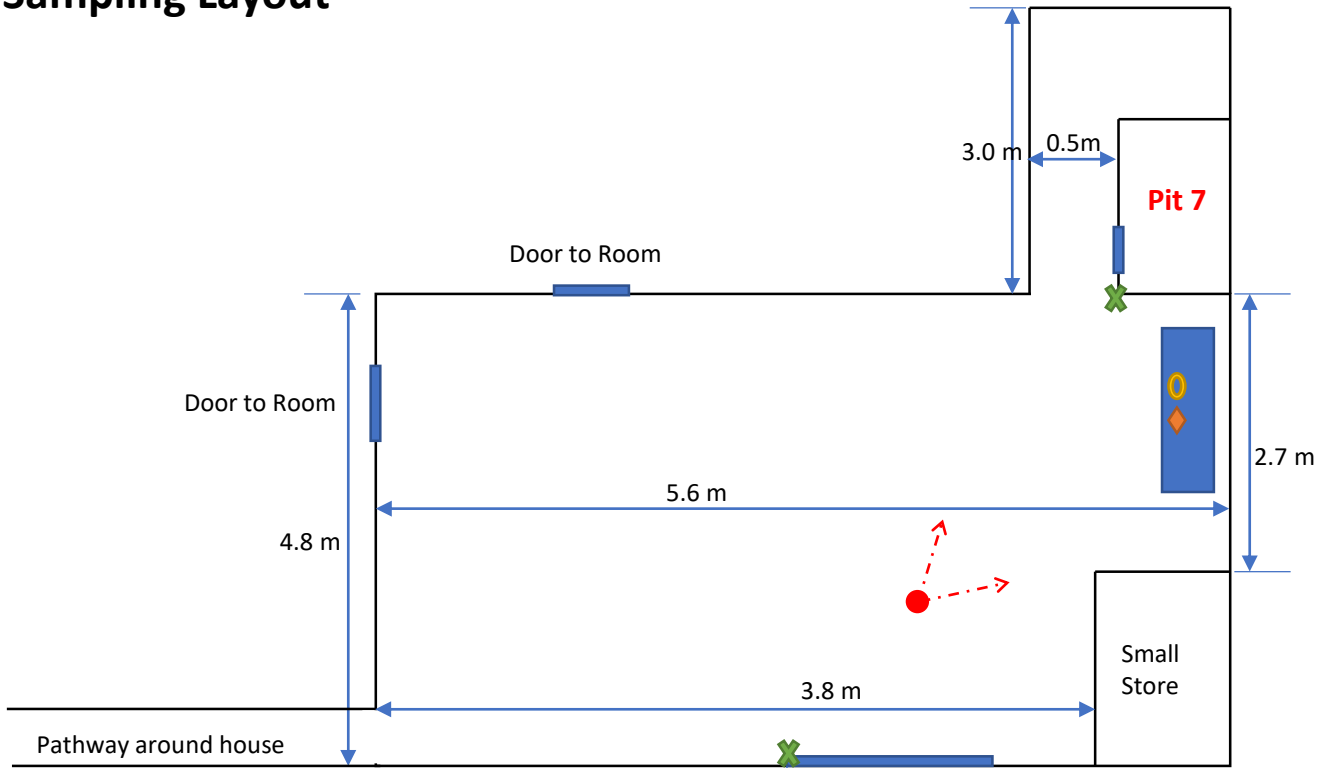 Sampling Layout
3.0 m
0.5m
Pit 7
Door to Room
Door to Room
2.7 m
5.6 m
4.8 m
Small
Store
3.8 m
Pathway around house